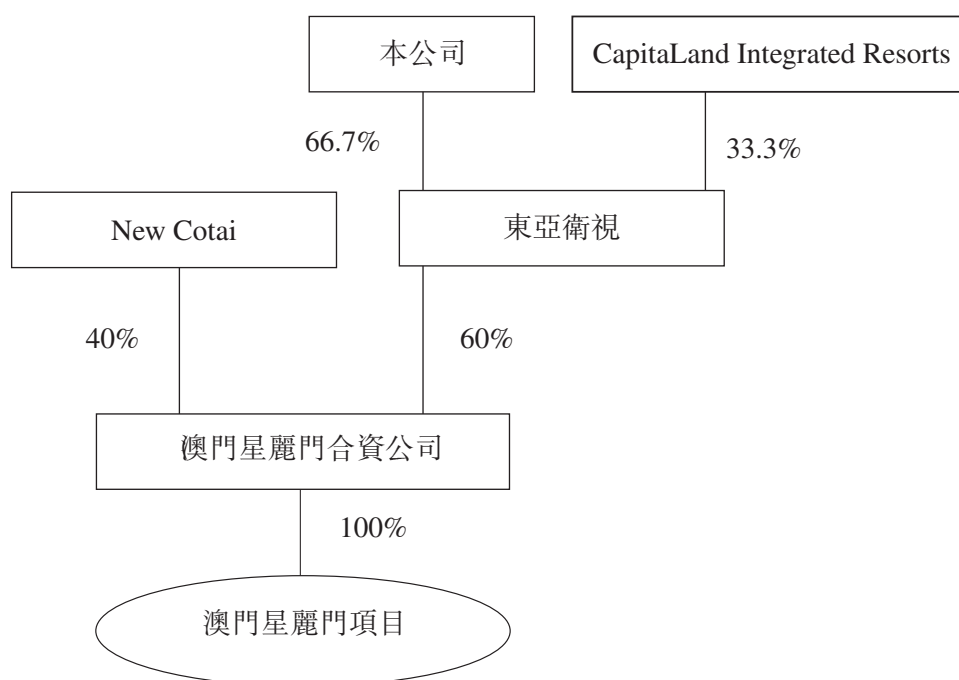 本公司
CapitaLand Integrated Resorts
66.7%
33.3%
New Cotai
東亞衛視
40%
60%
澳門星麗門合資公司
100%
澳門星麗門項目